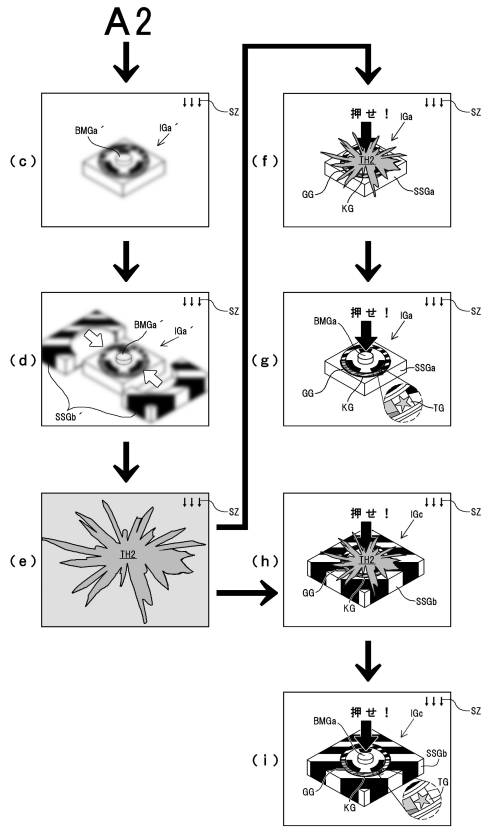 A2
(c)
SZ
BMGa´
IGa´
(d)
SZ
BMGa´
IGa´
SSGb´
(e)
SZ
TH2
(f)
SZ
押せ！
IGa
TH2
GG
KG
SSGa
(g)
SZ
押せ！
BMGa
IGa
SSGa
GG
KG
TG
(h)
SZ
押せ！
IGc
TH2
GG
KG
SSGb
(i)
SZ
押せ！
BMGa
IGc
SSGb
TG
GG
KG